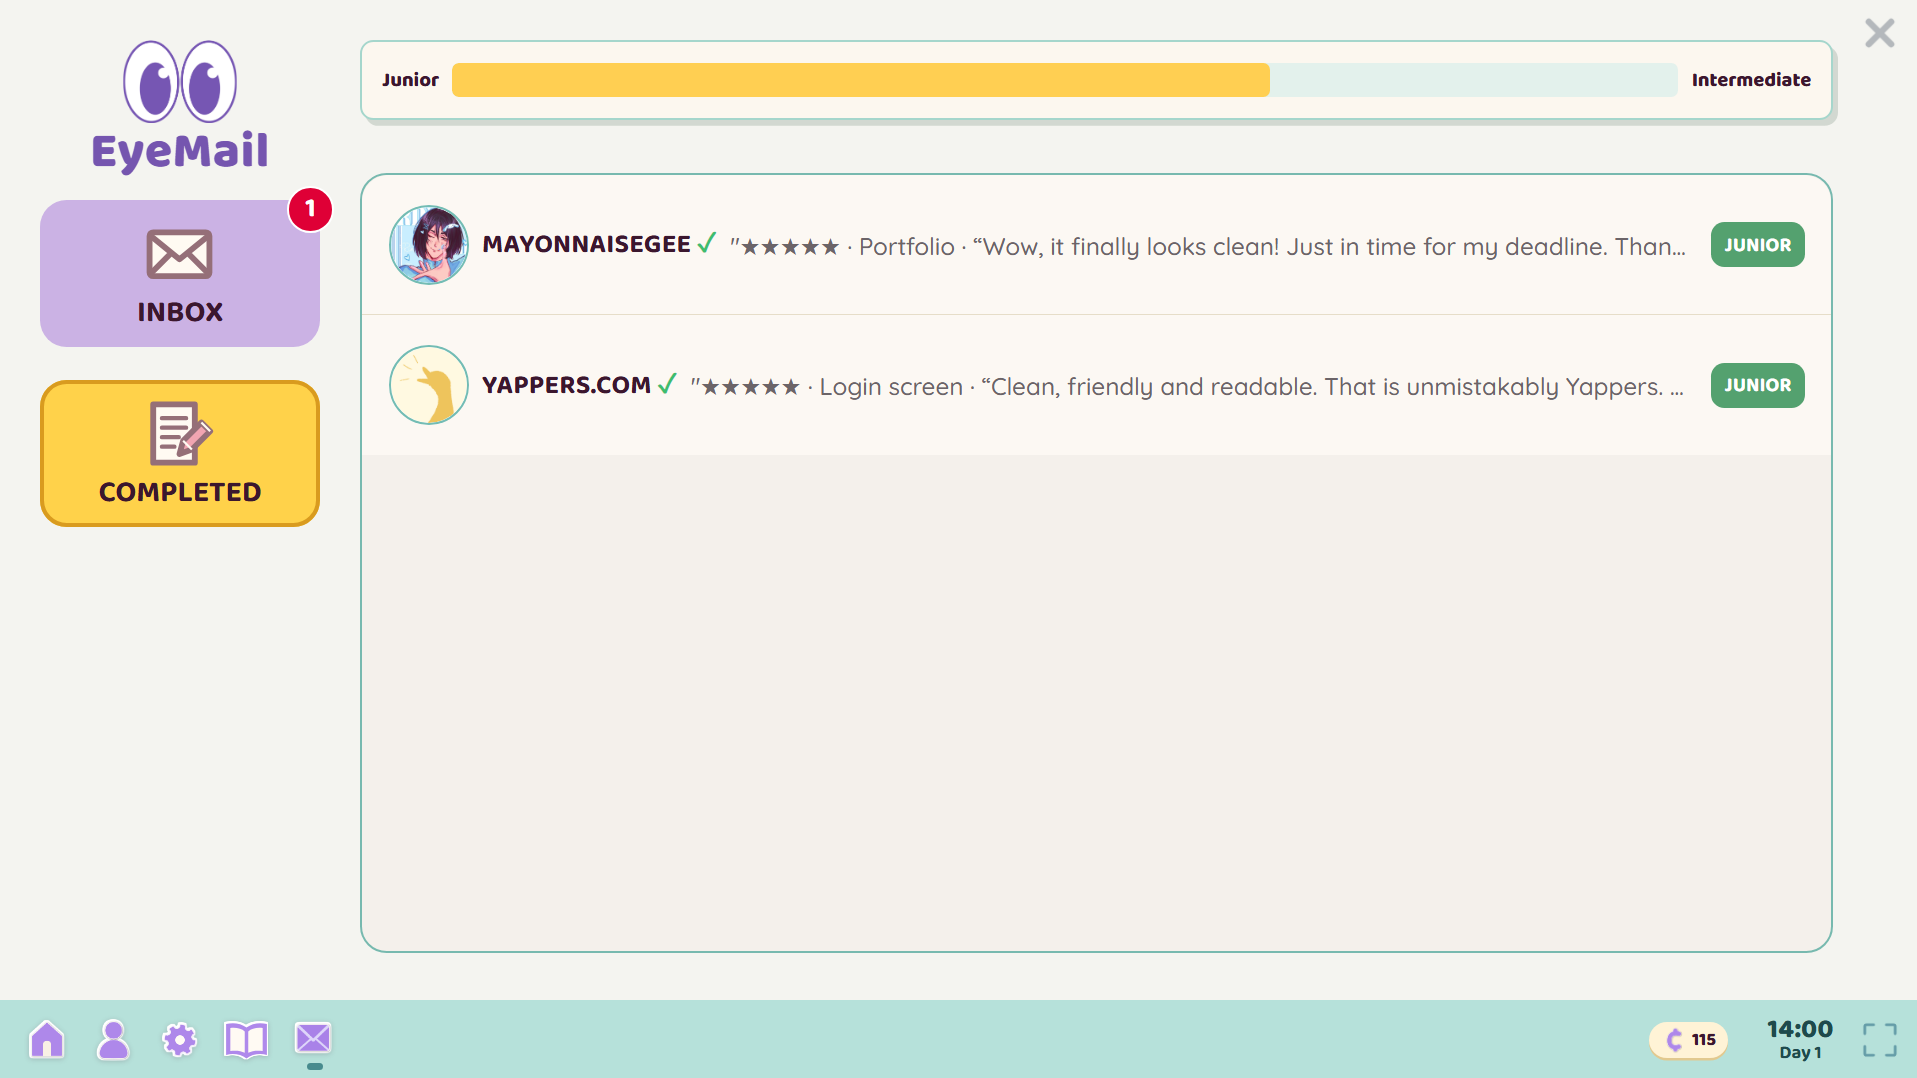 EyeMail
1
INBOX
COMPLETED
Junior
Intermediate
MAYONNAISEGEE ✓ "★★★★★ · Portfolio · “Wow, it finally looks clean! Just in time for my deadline. Than... JUNIOR
YAPPERS.COM ✓ "★★★★★ · Login screen · “Clean, friendly and readable. That is unmistakably Yappers. ... JUNIOR
115
14:00
Day 1